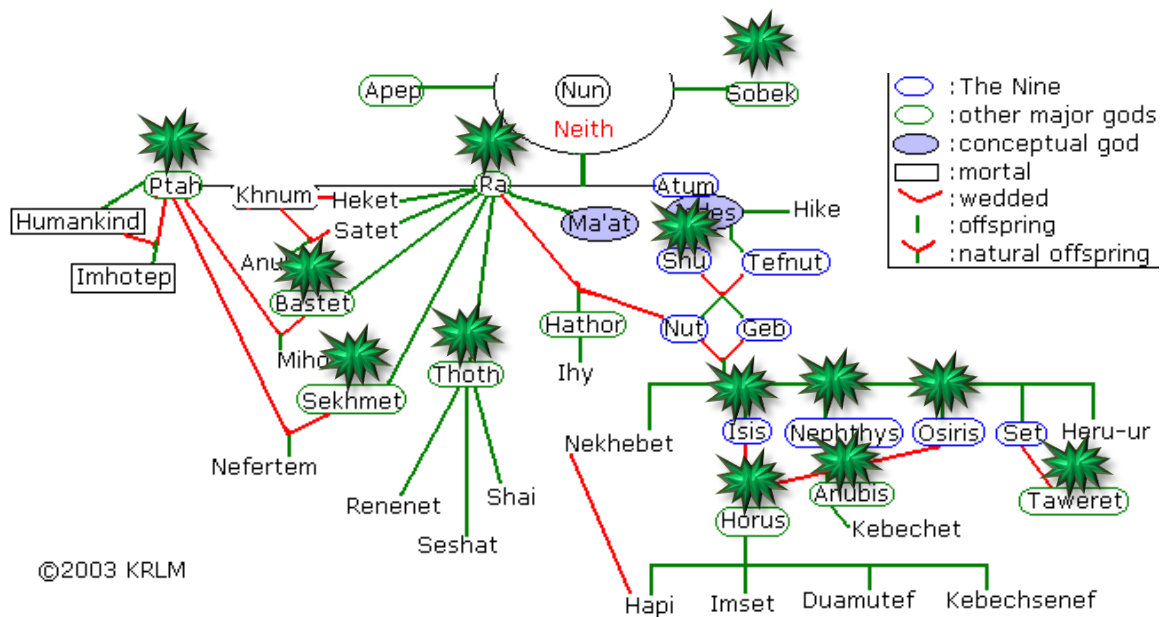 Apep
Nun
Sobek
Neith
: The Nine
: other major gods
: conceptual god
: mortal
: wedded
: offspring
: natural offspring
Ptah
Khnum
Heket
Ra
Ma'at
Atum
Hike
Humankind
Satet
Imhotep
Shu
Tefnut
Bastet
Nut
Geb
Hathor
Thoth
Ihy
Sekhmet
Nekhebet
Isis
Nephthys
Osiris
Set
Heru-ur
Nefertem
Renenet
Shai
Seshat
Horus
Anubis
Taweret
Kebechet
©2003 KRLM
Hapi
Imset
Duamutef
Kebechsenef